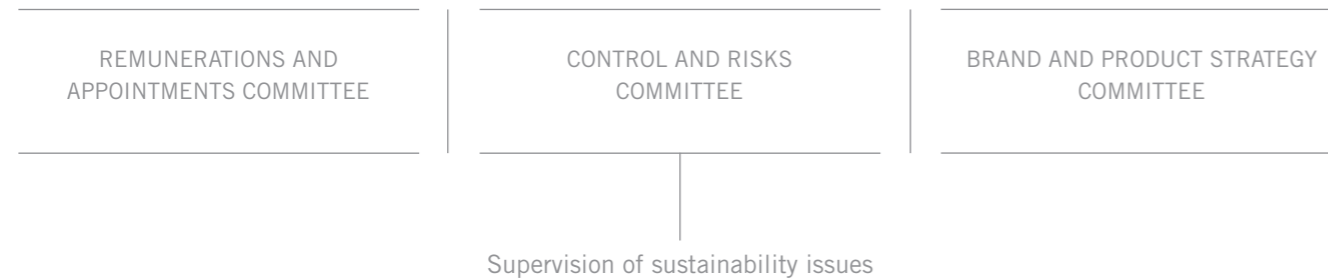 REMUNERATIONS AND
APPOINTMENTS COMMITTEE
CONTROL AND RISKS
COMMITTEE
BRAND AND PRODUCT STRATEGY
COMMITTEE
Supervision of sustainability issues